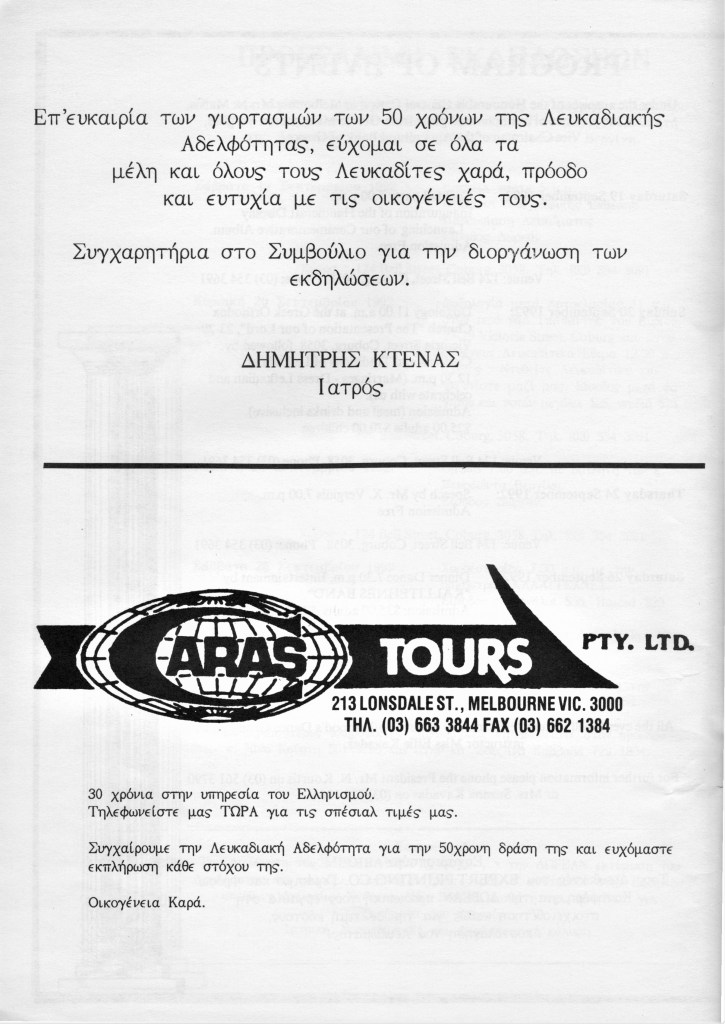 Επ'ευκαιρία των γιορτασμών των 50 χρόνων της Λευκαδιακής
Αδελφότητας, εύχομαι σε όλα τα
μέλη και όλους τους Λευκαδίτες χαρά, πρόοδο
και ευτυχία με τις οικογένειές τους.
Συγχαρητήρια στο Συμβούλιο για την διοργάνωση των
εκδηλώσεων.
ΔΗΜΗΤΡΗΣ ΚΤΕΝΑΣ
Ιατρός
CARAS TOURS PTY. LTD.
213 LONSDALE ST., MELBOURNE VIC. 3000
ΤΗΛ. (03) 663 3844 FAX (03) 662 1384
30 χρόνια στην υπηρεσία του Ελληνισμού.
Τηλεφωνείστε μας ΤΩΡΑ για τις σπέσιαλ τιμές μας.
Συγχαίρουμε την Λευκαδιακή Αδελφότητα για την 50χρονη δράση της και ευχόμαστε
εκπλήρωση κάθε στόχου της.
Οικογένεια Καρά.